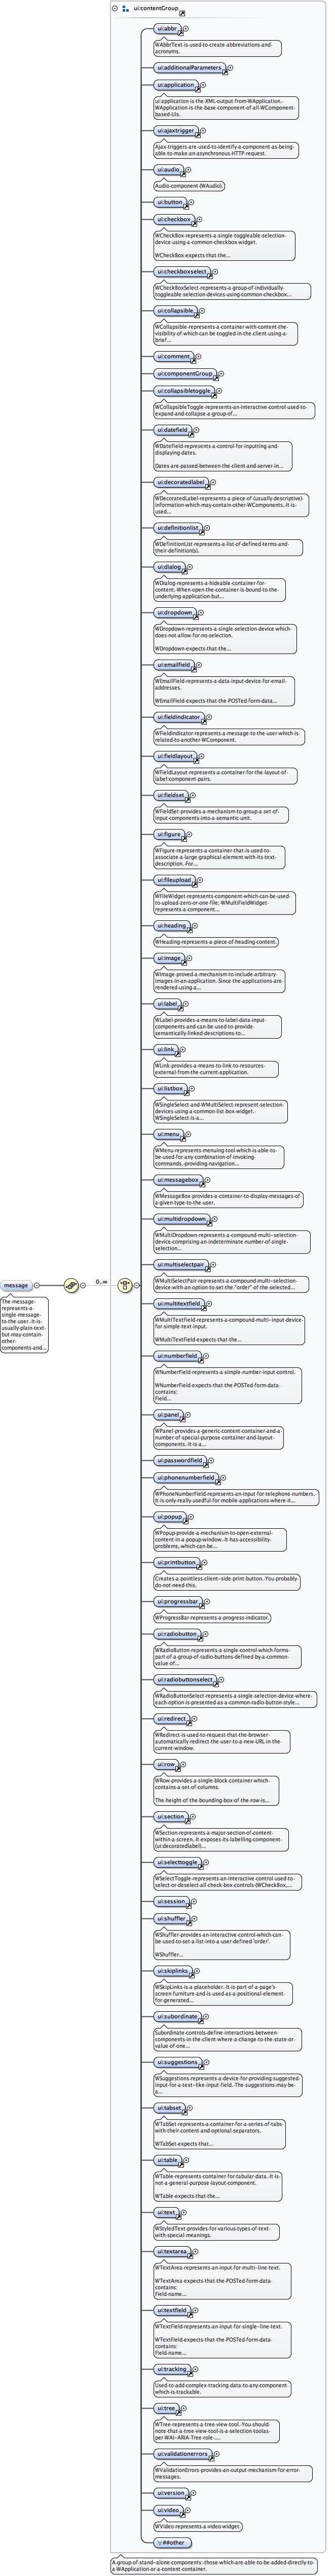 ui:contentGroup
ui:abbr
WAbbrText is used to create abbreviations and
acronyms.
ui:additionalParameters
ui:application
ui:application is the XML output from WApplication.
WApplication is the base component of all WComponent
based UIs.
ui:ajaxtrigger
Ajax triggers are used to identify a component as being
able to make an asynchronous HTTP request.
ui:audio
Audio component (WAudio).
ui:button
ui:checkbox
WCheckBox represents a single toggleable selection
device using a common checkbox widget.
WCheckBox expects that the...
ui:checkboxselect
WCheckBoxSelect represents a group of individually
toggleable selection devices using common checkbox...
ui:collapsible
WCollapsible represents a container with content the
visibility of which can be toggled in the client using a
brief...
ui:comment
ui:componentGroup
ui:collapsibletoggle
WCollapsibleToggle represents an interactive control used to
expand and collapse a group of...
ui:datefield
WDateField represents a control for inputting and
displaying dates.
Dates are passed between the client and server in...
ui:decoratedlabel
WDecoratedLabel represents a piece of (usually descriptive)
information which may contain other WComponents. It is
used...
ui:definitionlist
WDefinitionList represents a list of defined terms and
their definition(s).
ui:dialog
WDialog represents a hideable container for
content. When open the container is bound to the
underlying application but...
ui:dropdown
WDropdown represents a single selection device which
does not allow for no selection.
WDropdown expects that the...
ui:emailfield
WEmailField represents a data input device for email
addresses.
WEmailField expects that the POSTed form data...
ui:fieldindicator
WFieldIndicator represents a message to the user which is
related to another WComponent.
ui:fieldlayout
WFieldLayout represents a container for the layout of
label:component pairs.
ui:fieldset
WFieldSet provides a mechanism to group a set of
input components into a semantic unit.
ui:figure
WFigure represents a container that is used to
associate a large graphical element with its text
description. For...
ui:fileupload
WFileWidget represents component which can be used
to upload zero or one file; WMultiFileWidget
represents a component...
ui:heading
WHeading represents a piece of heading content.
ui:image
WImage proved a mechanism to include arbitrary
images in an application. Since the applications are
rendered using a...
ui:label
WLabel provides a means to label data input
components and can be used to provide
semantically linked descriptions to...
ui:link
WLink provides a means to link to resources
external from the current application.
ui:listbox
WSingleSelect and WMultiSelect represent selection
devices using a common list box widget.
WSingleSelect is a...
ui:menu
WMenu represents menuing tool which is able to
be used for any combination of invoking
commands, providing navigation...
ui:messagebox
WMessageBox provides a container to display messages of
a given type to the user.
ui:multidropdown
WMultiDropdown represents a compound multi-selection
device comprising an indeterminate number of single
selection...
ui:multiselectpair
WMultiSelectPair represents a compound multi-selection
device with an option to set the "order" of the selected...
ui:multitextfield
WMultiTextField represents a compound multi-input device
for simple text input.
WMultiTextField expects that the...
ui:numberfield
WNumberField represents a simple number input control.
WNumberField expects that the POSTed form data
contains:
Field...
ui:panel
WPanel provides a generic content container and a
number of special purpose container and layout
components. It is a...
ui:passwordfield
ui:phonenumberfield
WPhoneNumberField represents an input for telephone numbers.
It is only really usedful for mobile applications where it...
ui:popup
WPopup provide a mechanism to open external
content in a popup window. It has accessibility
problems, which can be...
ui:printbutton
Creates a pointless client-side print button. You probably
do not need this.
ui:progressbar
WProgressBar represents a progress indicator.
ui:radiobutton
WRadioButton represents a single control which forms
part of a group of radio buttons defined by a common
value of...
ui:radiobuttonselect
WRadioButtonSelect represents a single selection device where
each option is presented as a common radio button style...
ui:redirect
WRedirect is used to request that the browser
automatically redirect the user to a new URL in the
current window.
ui:row
WRow provides a single block container which
contains a set of columns.
The height of the bounding box of the row is...
ui:section
WSection represents a major section of content
within a screen. It exposes its labelling component
(ui:decoratedlabel)...
ui:selecttoggle
WSelectToggle represents an interactive control used to
select or deselect all check box controls (WCheckBox,...
ui:session
ui:shuffler
WShuffler provides an interactive control which can
be used to set a list into a user defined 'order'.
WShuffler...
ui:skiplinks
WSkipLinks is a placeholder. It is part of a page's
screen furniture and is used as a positional element
for generated...
message
0..∞
The message
represents a
single message
to the user. it is
usually plain text
but may contain
other
components and...
ui:subordinate
Subordinate controls define interactions between
components in the client where a change to the state or
value of one...
ui:suggestions
WSuggestions represents a device for providing suggested
input for a text-like input field. The suggestions may be
a...
ui:tabset
WTabSet represents a container for a series of tabs
with their content and optional separators.
WTabSet expects that...
ui:table
WTable represents container for tabular data. It is
not a general purpose layout component.
WTable expects that the...
ui:text
WStyledText provides for various types of text
with special meanings.
ui:textarea
WTextArea represents an input for multi-line text.
WTextArea expects that the POSTed form data
contains:
Field name...
ui:textfield
WTextField represents an input for single-line text.
WTextField expects that the POSTed form data
contains:
Field name...
ui:tracking
Used to add complex tracking data to any component
which is trackable.
ui:tree
WTree represents a tree view tool. You should
note that a tree view tool is a selection tool as
per WAI-ARIA Tree role ....
ui:validationerrors
WValidationErrors provides an output mechanism for error
messages.
ui:version
ui:video
WVideo represents a video widget.
##other
A group of stand-alone components: those which are able to be added directly to
a WApplication or a content container.